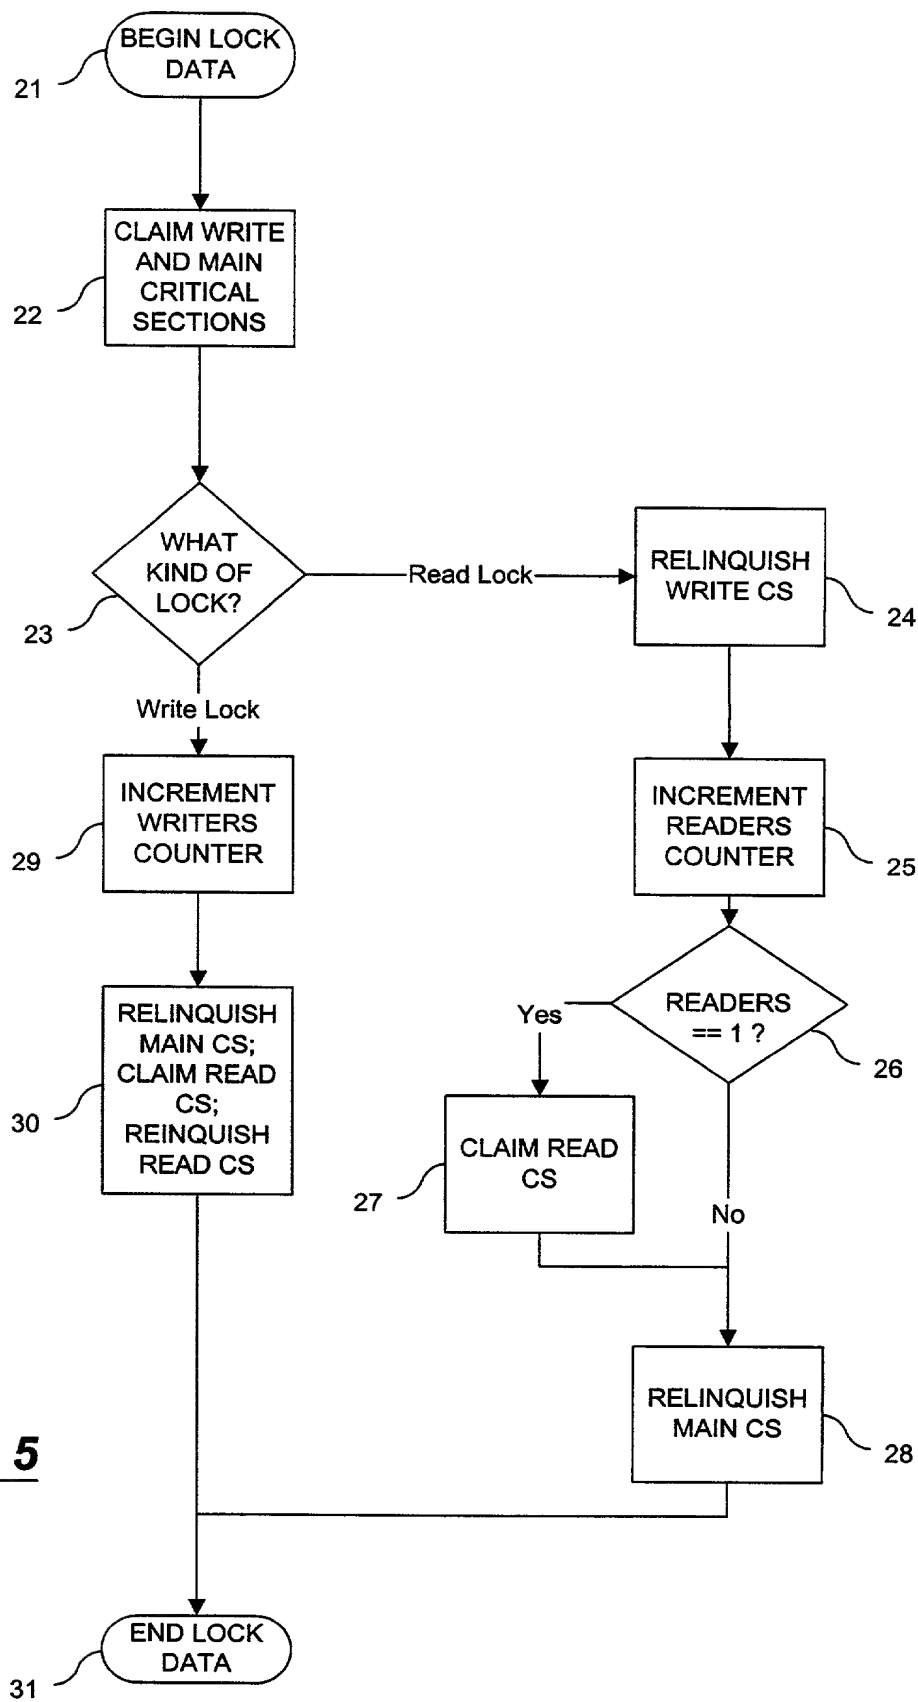 BEGIN LOCK
DATA
21
CLAIM WRITE
AND MAIN
CRITICAL
SECTIONS
22
WHAT
KIND OF
LOCK?
23
Read Lock
RELINQUISH
WRITE CS
24
Write Lock
INCREMENT
WRITERS
COUNTER
29
INCREMENT
READERS
COUNTER
25
READERS
== 1 ?
26
Yes
No
RELINQUISH
MAIN CS;
CLAIM READ
CS;
REINQUISH
READ CS
30
CLAIM READ
CS
27
RELINQUISH
MAIN CS
28
5
END LOCK
DATA
31